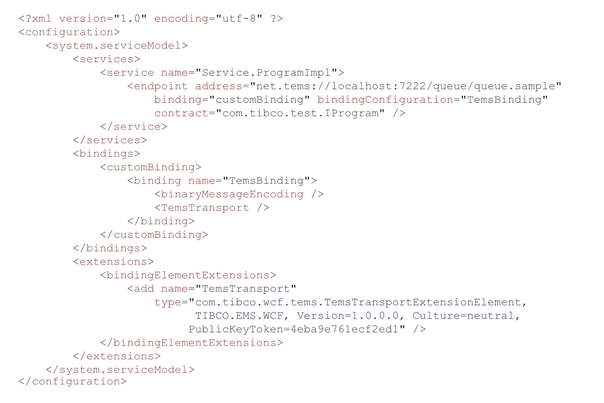 <?xml version="1.0" encoding="utf-8" ?>
<configuration>
<system.serviceModel>
<services>
<service name="Service.ProgramImpl">
<endpoint address="net.tems://localhost:7222/queue/queue.sample"
binding="customBinding" bindingConfiguration="TemsBinding"
contract="com.tibco.test.IProgram" />
</service>
</services>
<bindings>
<customBinding>
<binding name="TemsBinding">
<binaryMessageEncoding />
<TemsTransport />
</binding>
</customBinding>
</bindings>
<extensions>
<bindingElementExtensions>
<add name="TemsTransport"
type="com.tibco.wcf.tems.TemsTransportExtensionElement,
TIBCO.EMS.WCF, Version=1.0.0.0, Culture=neutral,
PublicKeyToken=4eba9e761ecf2ed1" />
</bindingElementExtensions>
</extensions>
</system.serviceModel>
</configuration>